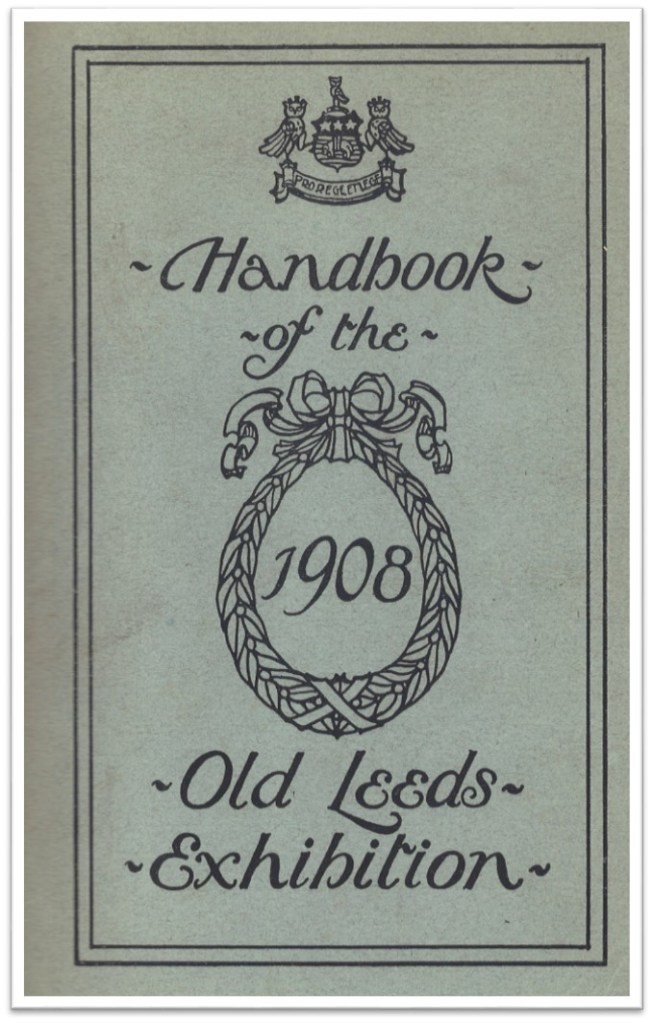 PRO·REGE·ET·LEGE
~Handbook~
~of the~
1908
~Old Leeds~
~Exhibition~